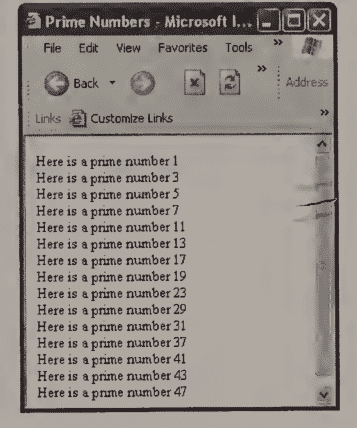 Prime Numbers - Microsoft I...
File Edit View Favorites Tools »
Back » Address
Links Customize Links »
Here is a prime number 1
Here is a prime number 3
Here is a prime number 5
Here is a prime number 7
Here is a prime number 11
Here is a prime number 13
Here is a prime number 17
Here is a prime number 19
Here is a prime number 23
Here is a prime number 29
Here is a prime number 31
Here is a prime number 37
Here is a prime number 41
Here is a prime number 43
Here is a prime number 47